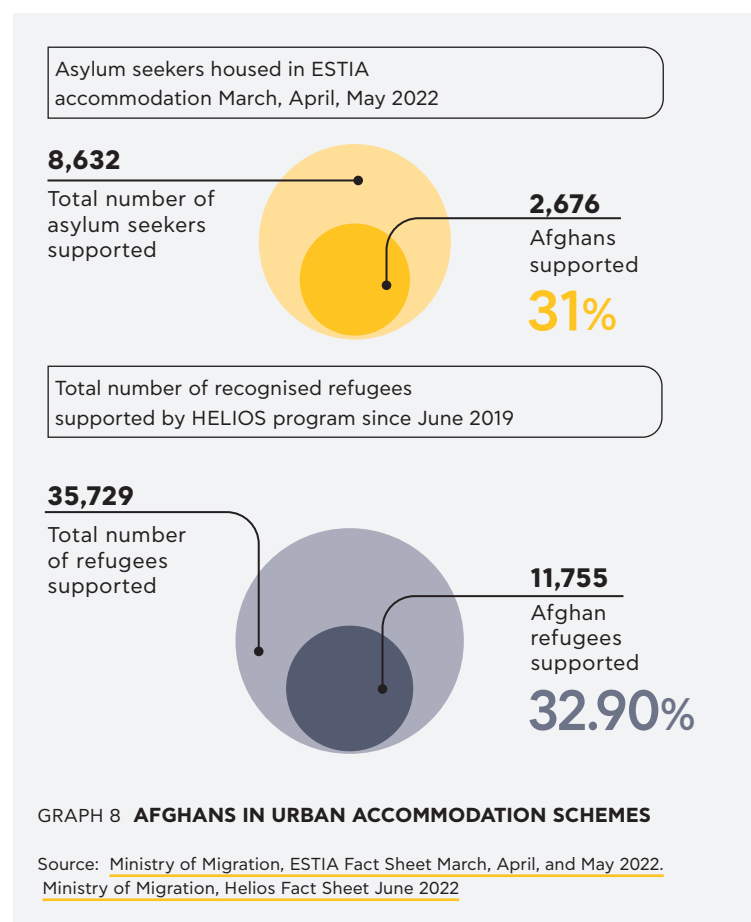 Asylum seekers housed in ESTIA
accommodation March, April, May 2022
8,632
Total number of
asylum seekers
supported
2,676
Afghans
supported
31%
Total number of recognised refugees
supported by HELIOS program since June 2019
35,729
Total number
of refugees
supported
11,755
Afghan
refugees
supported
32.90%
GRAPH 8 AFGHANS IN URBAN ACCOMMODATION SCHEMES
Source: Ministry of Migration, ESTIA Fact Sheet March, April, and May 2022.
Ministry of Migration, Helios Fact Sheet June 2022